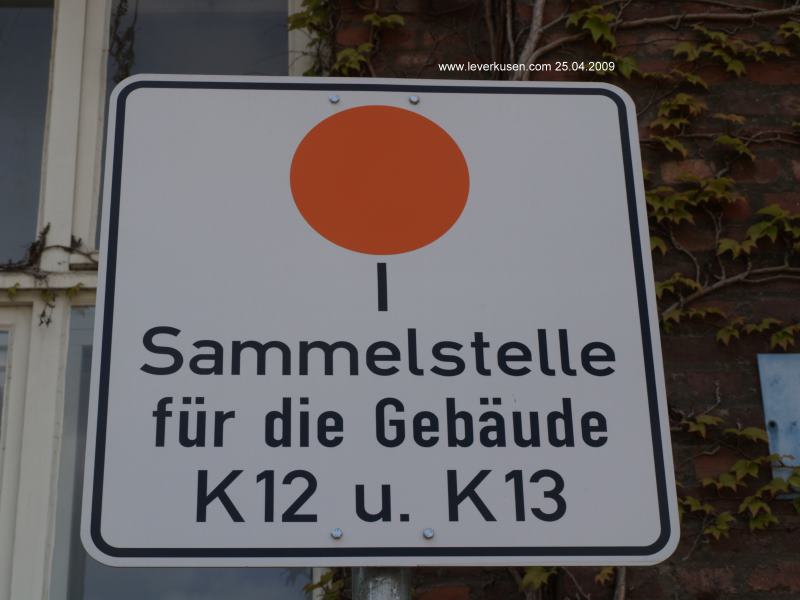 www.leverkusen.com 25.04.2009
Sammelstelle
für die Gebäude
K12 u. K13